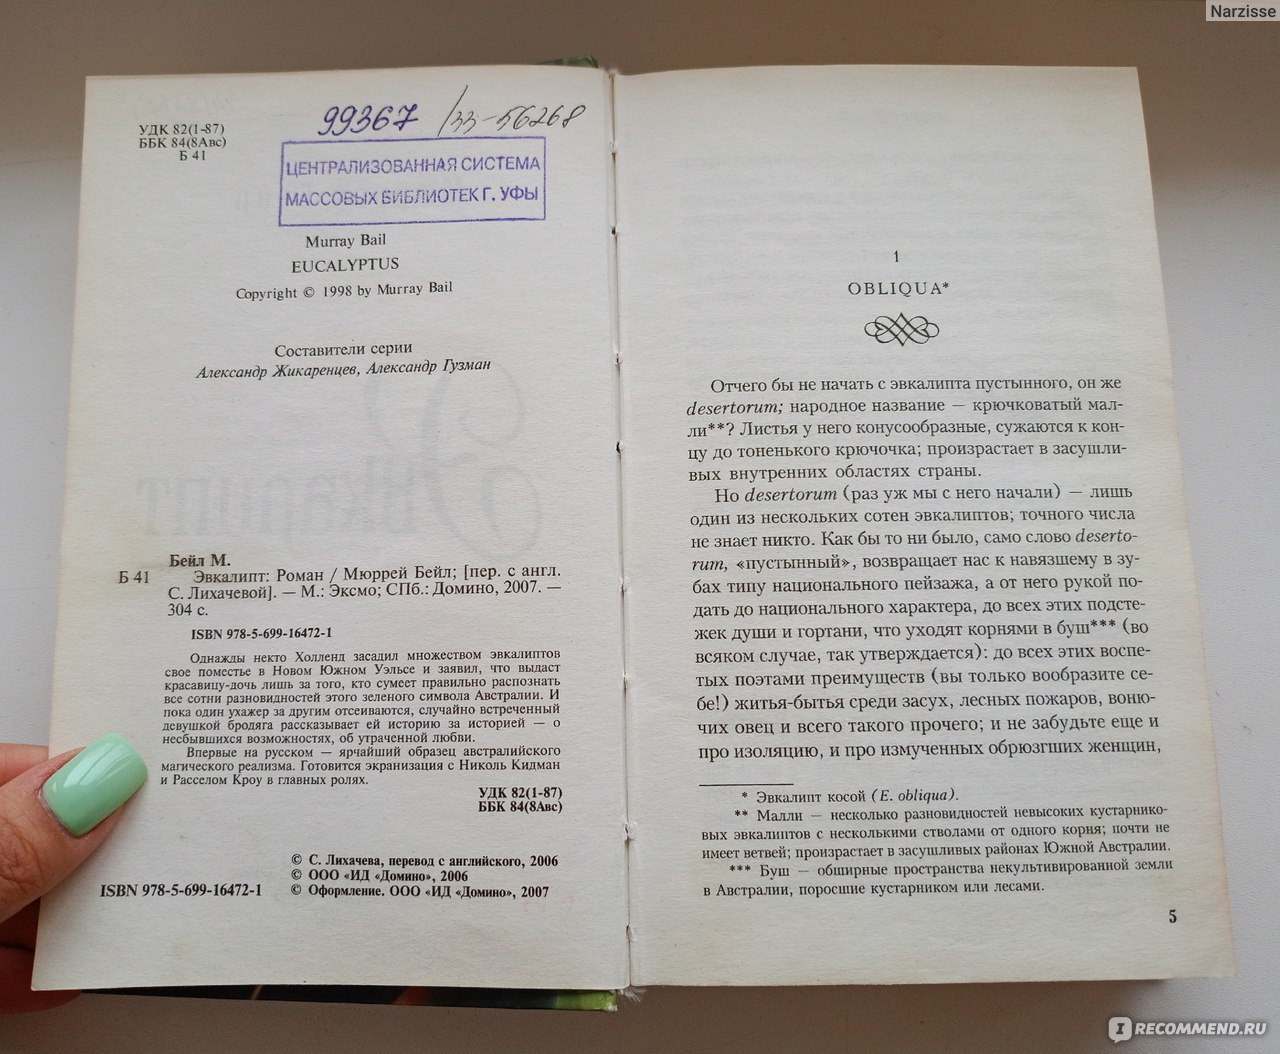 Narzisse
УДК 82(1-87)
ББК 84(8Авс)
Б 41
99367 /33-56268
ЦЕНТРАЛИЗОВАННАЯ СИСТЕМА
МАССОВЫХ БИБЛИОТЕК Г. УФЫ
Murray Bail
EUCALYPTUS
Copyright © 1998 by Murray Bail
Составители серии
Александр Жикаренцев, Александр Гузман
Бейл М.
Б 41 Эвкалипт: Роман / Мюррей Бейл; [пер. с англ.
С. Лихачевой]. — М.: Эксмо; СПб.: Домино, 2007. —
304 с.
ISBN 978-5-699-16472-1
Однажды некто Холленд засадил множеством эвкалиптов
свое поместье в Новом Южном Уэльсе и заявил, что выдаст
красавицу-дочь лишь за того, кто сумеет правильно распознать
все сотни разновидностей этого зеленого символа Австралии. И
пока один ухажер за другим отсеиваются, случайно встреченный
девушкой бродяга рассказывает ей историю за историей — о
несбывшихся возможностях, об утраченной любви.
Впервые на русском — ярчайший образец австралийского
магического реализма. Готовится экранизация с Николь Кидман
и Расселом Кроу в главных ролях.
УДК 82(1-87)
ББК 84(8Авс)
© С. Лихачева, перевод с английского, 2006
© ООО «ИД «Домино», 2006
ISBN 978-5-699-16472-1 © Оформление. ООО «ИД «Домино», 2007
1
OBLIQUA*
Отчего бы не начать с эвкалипта пустынного, он же
desertorum; народное название — крючковатый мал-
ли**? Листья у него конусообразные, сужаются к кон-
цу до тоненького крючочка; произрастает в засушли-
вых внутренних областях страны.
Но desertorum (раз уж мы с него начали) — лишь
один из нескольких сотен эвкалиптов; точного числа
не знает никто. Как бы то ни было, само слово deserto-
rum, «пустынный», возвращает нас к навязшему в зу-
бах типу национального пейзажа, а от него рукой по-
дать до национального характера, до всех этих подсте-
жек души и гортани, что уходят корнями в буш*** (во
всяком случае, так утверждается): до всех этих воспе-
тых поэтами преимуществ (вы только вообразите се-
бе!) житья-бытья среди засух, лесных пожаров, воню-
чих овец и всего такого прочего; и не забудьте еще и
про изоляцию, и про измученных обрюзгших женщин,
* Эвкалипт косой (E. obliqua).
** Малли — несколько разновидностей невысоких кустарнико-
вых эвкалиптов с несколькими стволами от одного корня; почти не
имеет ветвей; произрастает в засушливых районах Южной Австралии.
*** Буш — обширные пространства некультивированной земли
в Австралии, поросшие кустарником или лесами.
5
I RECOMMEND.RU